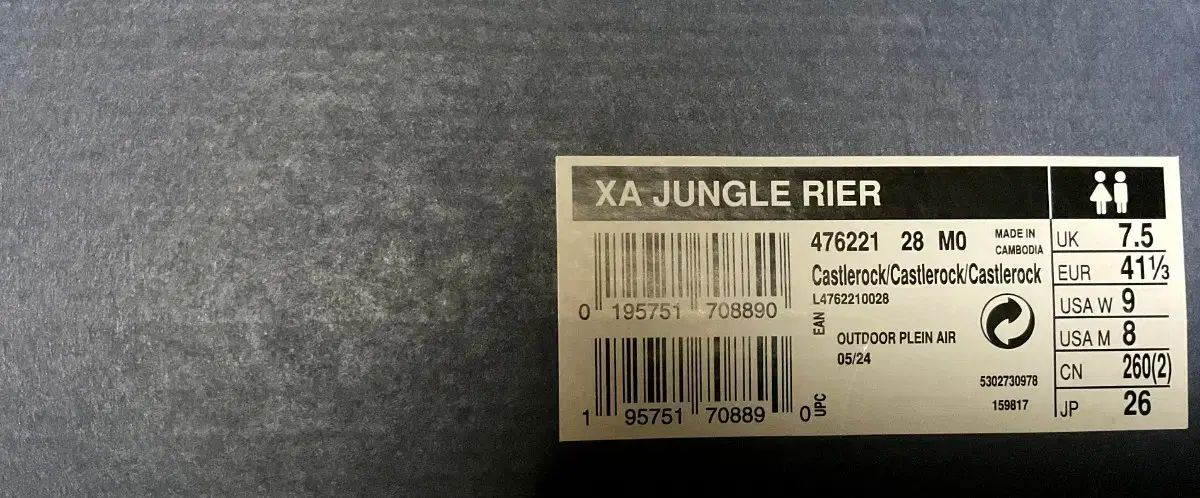 XA JUNGLE RIER
476221 28 M0
MADE IN
CAMBODIA
Castlerock/Castlerock/Castlerock
L4762210028
0 195751 708890
EAN
OUTDOOR PLEIN AIR
05/24
1 95751 70889 0
UPC
5302730978
159817
UK 7.5
EUR 41⅓
USA W 9
USA M 8
CN 260(2)
JP 26